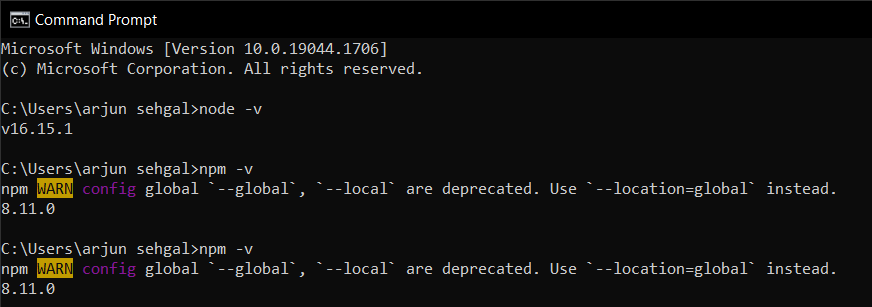 Command Prompt
Microsoft Windows [Version 10.0.19044.1706]
(c) Microsoft Corporation. All rights reserved.
C:\Users\arjun sehgal>node -v
v16.15.1
C:\Users\arjun sehgal>npm -v
npm WARN config global `--global`, `--local` are deprecated. Use `--location=global` instead.
8.11.0
C:\Users\arjun sehgal>npm -v
npm WARN config global `--global`, `--local` are deprecated. Use `--location=global` instead.
8.11.0